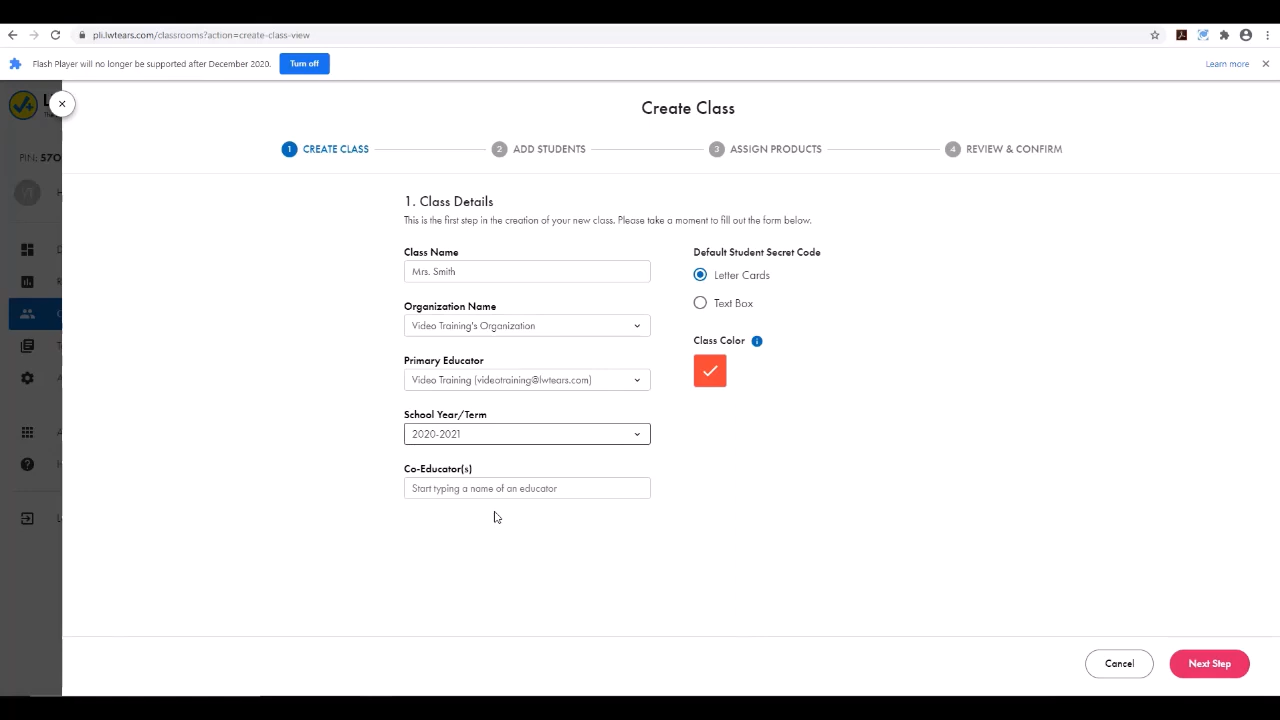 pli.lwtears.com/classrooms?action=create-class-view
Flash Player will no longer be supported after December 2020.
Turn off
Learn more
L
PIN: 570
Create Class
1 CREATE CLASS
2 ADD STUDENTS
3 ASSIGN PRODUCTS
4 REVIEW & CONFIRM
1. Class Details
This is the first step in the creation of your new class. Please take a moment to fill out the form below.
Class Name
Mrs. Smith
Organization Name
Video Training's Organization
Primary Educator
Video Training (videotraining@lwtears.com)
School Year/Term
2020-2021
Co-Educator(s)
Start typing a name of an educator
Default Student Secret Code
Letter Cards
Text Box
Class Color
Cancel
Next Step